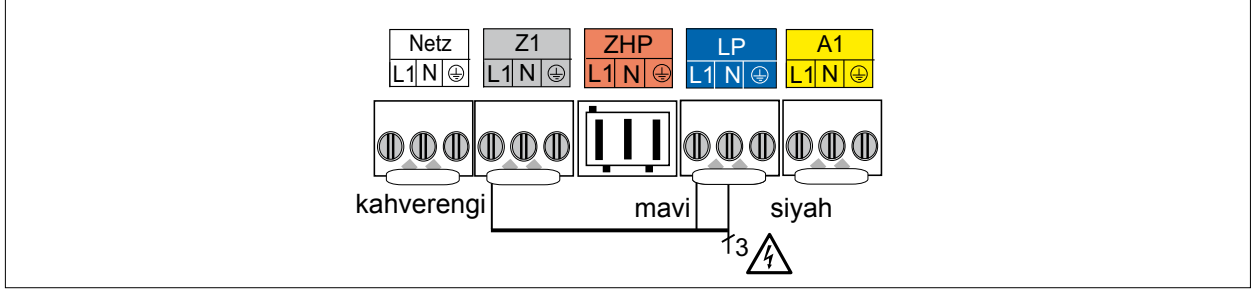 Netz Z1 ZHP LP A1
L1 N L1 N L1 N L1 N L1 N
kahverengi mavi siyah
3